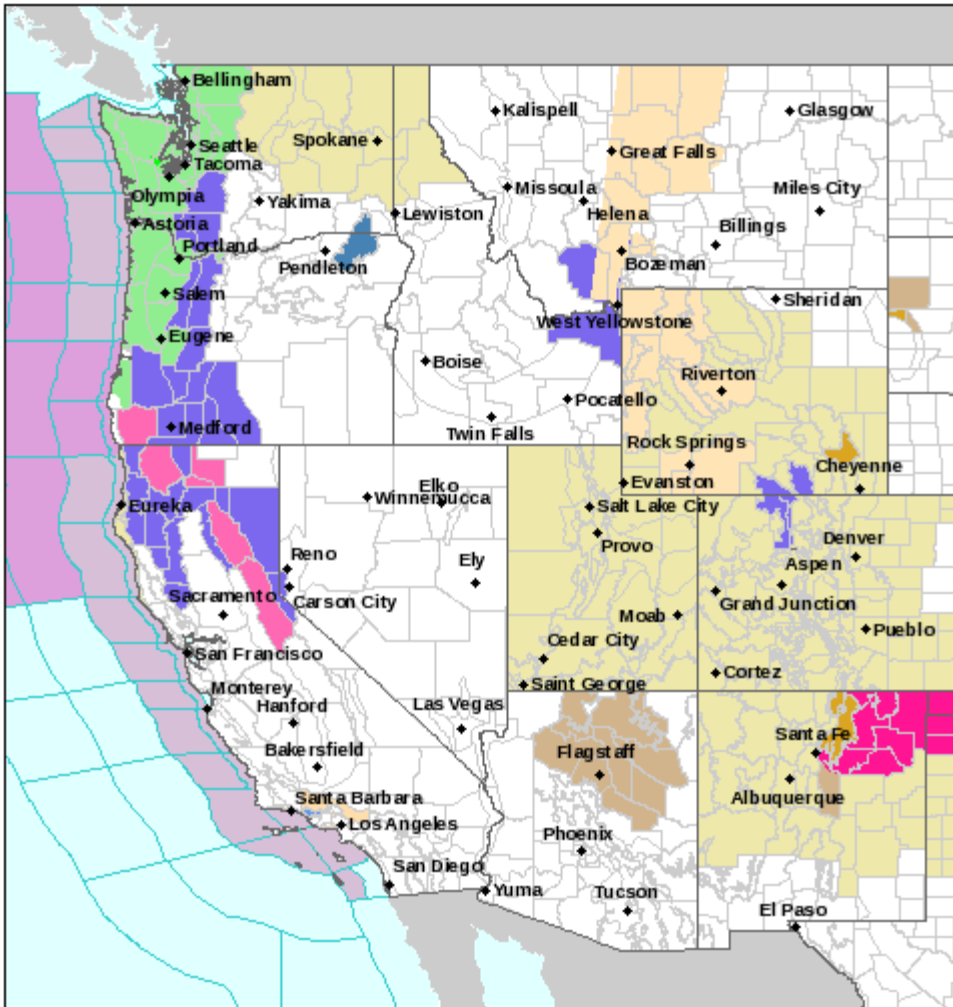 Bellingham
Kalispell
Glasgow
Seattle
Spokane
Great Falls
Tacoma
Olympia
Yakima
Missoula
Miles City
Astoria
Lewiston
Helena
Billings
Portland
Pendleton
Bozeman
Salem
Sheridan
West Yellowstone
Eugene
Boise
Riverton
Pocatello
Medford
Twin Falls
Rock Springs
Cheyenne
Evanston
Elko
Winnemucca
Eureka
Salt Lake City
Provo
Denver
Reno
Ely
Aspen
Carson City
Grand Junction
Sacramento
Moab
Pueblo
San Francisco
Cedar City
Cortez
Saint George
Monterey
Hanford
Las Vegas
Santa Fe
Bakersfield
Flagstaff
Albuquerque
Santa Barbara
Los Angeles
Phoenix
San Diego
Yuma
Tucson
El Paso